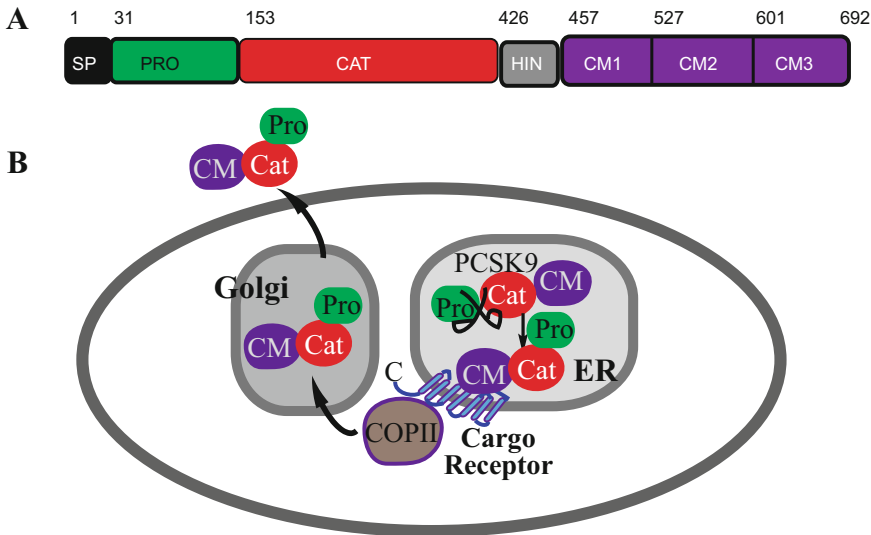 A
1 31 153 426 457 527 601 692
SP PRO CAT HIN CM1 CM2 CM3
B
Pro
CM Cat
Golgi
Pro
CM Cat
PCSK9
Pro Cat CM
Pro
CM Cat ER
C
COPII
Cargo
Receptor